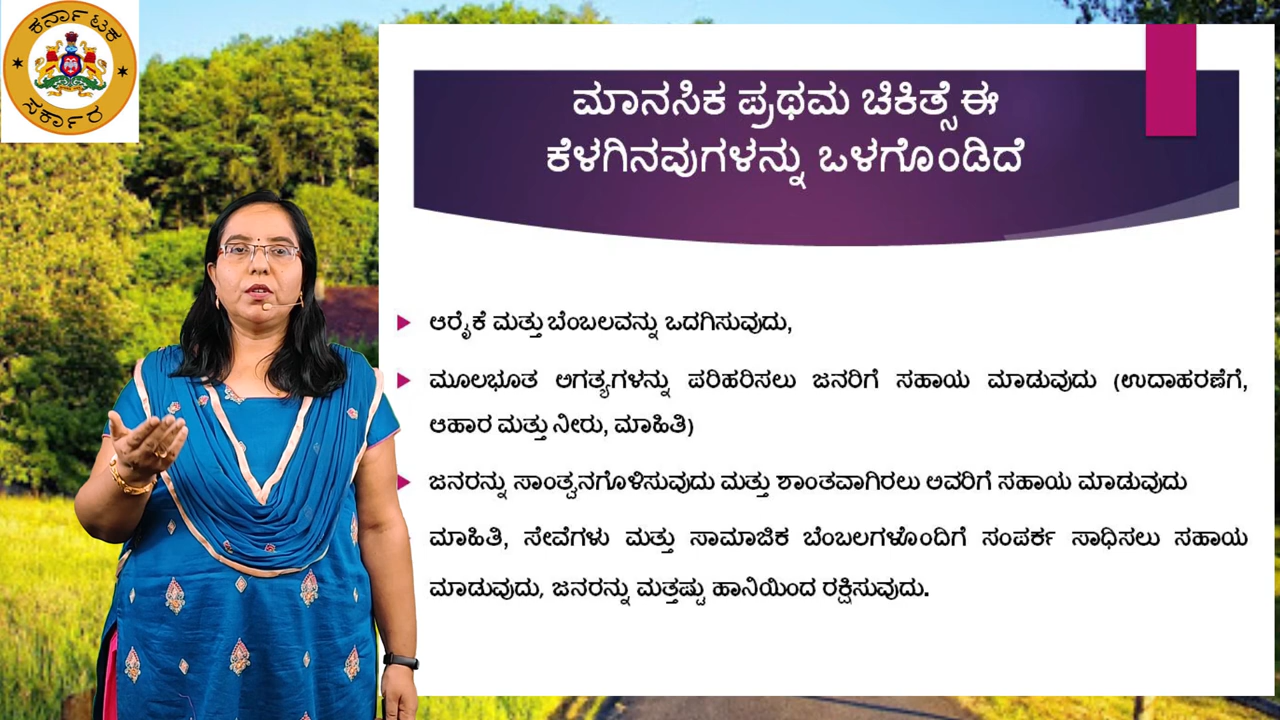 ಕರ್ನಾಟಕ
ಸರ್ಕಾರ
ಮಾನಸಿಕ ಪ್ರಥಮ ಚಿಕಿತ್ಸೆ ಈ
ಕೆಳಗಿನವುಗಳನ್ನು ಒಳಗೊಂಡಿದೆ
ಆರೈಕೆ ಮತ್ತು ಬೆಂಬಲವನ್ನು ಒದಗಿಸುವುದು,
ಮೂಲಭೂತ ಅಗತ್ಯಗಳನ್ನು ಪರಿಹರಿಸಲು ಜನರಿಗೆ ಸಹಾಯ ಮಾಡುವುದು (ಉದಾಹರಣೆಗೆ,
ಆಹಾರ ಮತ್ತು ನೀರು, ಮಾಹಿತಿ)
ಜನರನ್ನು ಸಾಂತ್ವನಗೊಳಿಸುವುದು ಮತ್ತು ಶಾಂತವಾಗಿರಲು ಅವರಿಗೆ ಸಹಾಯ ಮಾಡುವುದು
ಮಾಹಿತಿ, ಸೇವೆಗಳು ಮತ್ತು ಸಾಮಾಜಿಕ ಬೆಂಬಲಗಳೊಂದಿಗೆ ಸಂಪರ್ಕ ಸಾಧಿಸಲು ಸಹಾಯ
ಮಾಡುವುದು, ಜನರನ್ನು ಮತ್ತಷ್ಟು ಹಾನಿಯಿಂದ ರಕ್ಷಿಸುವುದು.